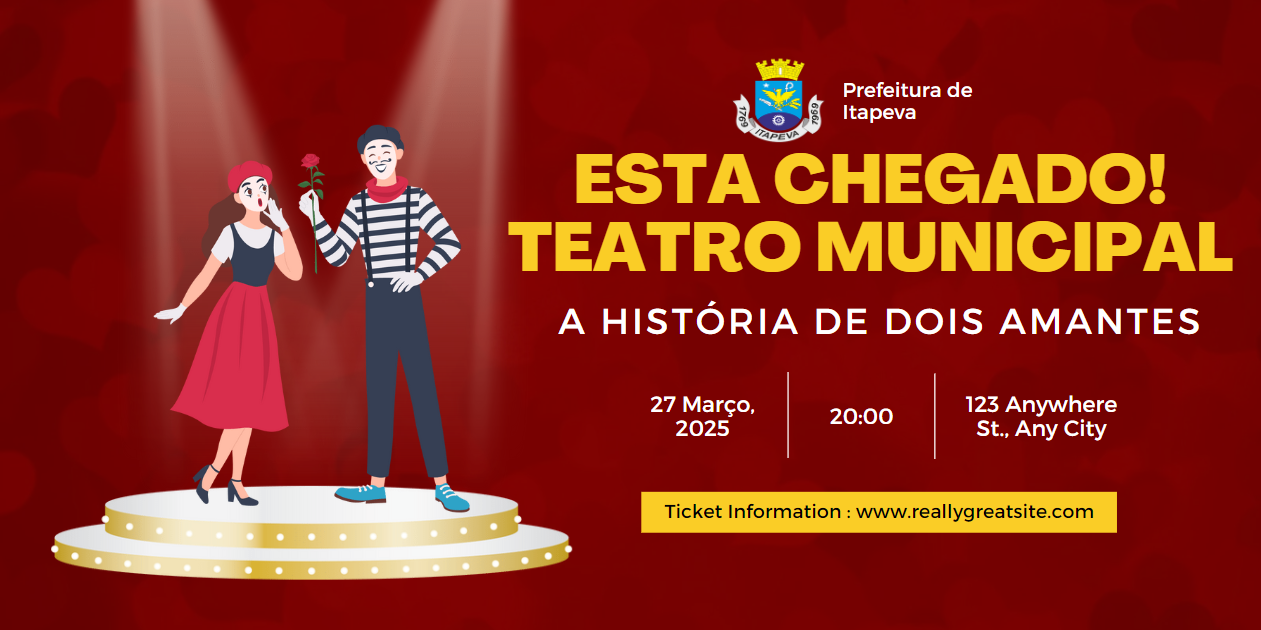 Prefeitura de
Itapeva
1769
ITAPEVA
1969
ESTA CHEGADO!
TEATRO MUNICIPAL
A HISTÓRIA DE DOIS AMANTES
27 Março,
2025
20:00
123 Anywhere
St., Any City
Ticket Information : www.reallygreatsite.com